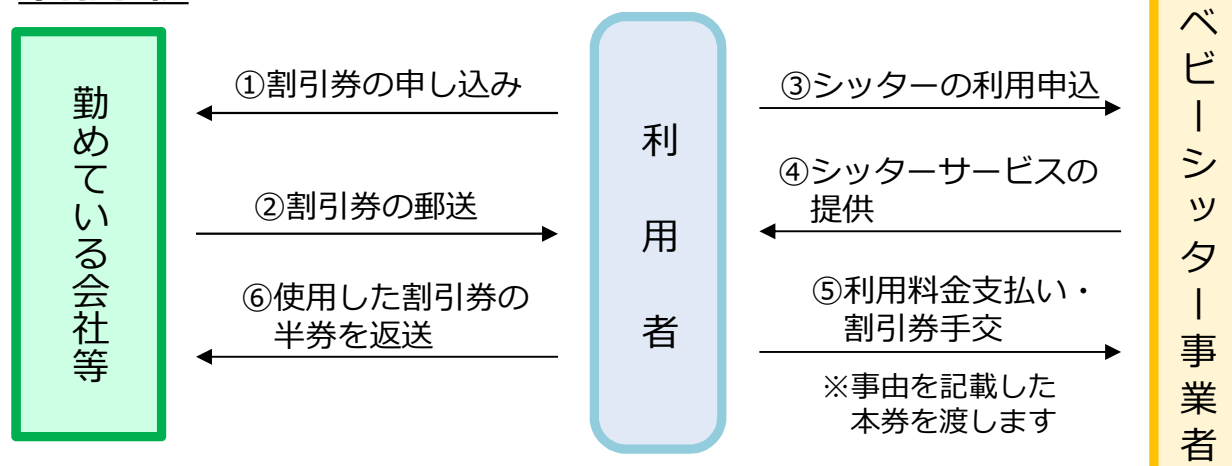 勤めている会社等
①割引券の申し込み
②割引券の郵送
⑥使用した割引券の
半券を返送
利用者
③シッターの利用申込
④シッターサービスの
提供
⑤利用料金支払い・
割引券手交
※事由を記載した
本券を渡します
ベビーシッター事業者